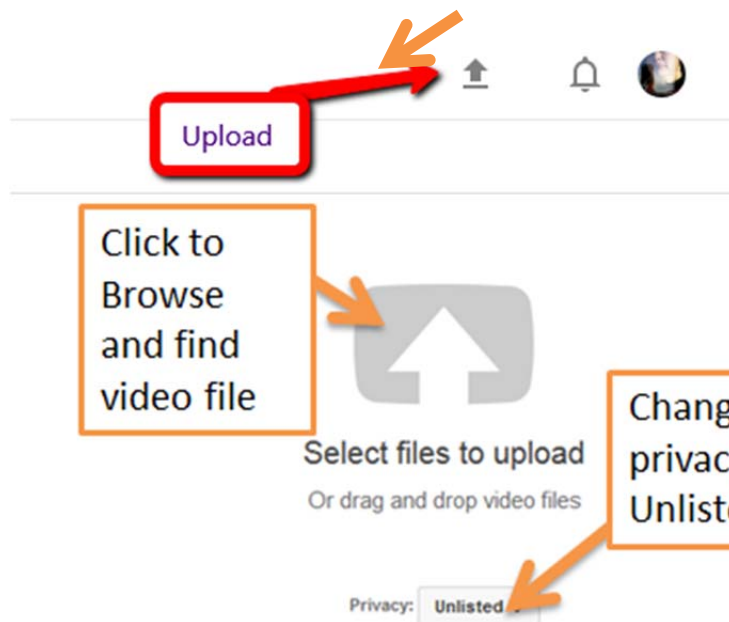 Upload
Click to
Browse
and find
video file
Select files to upload
Or drag and drop video files
Privacy: Unlisted